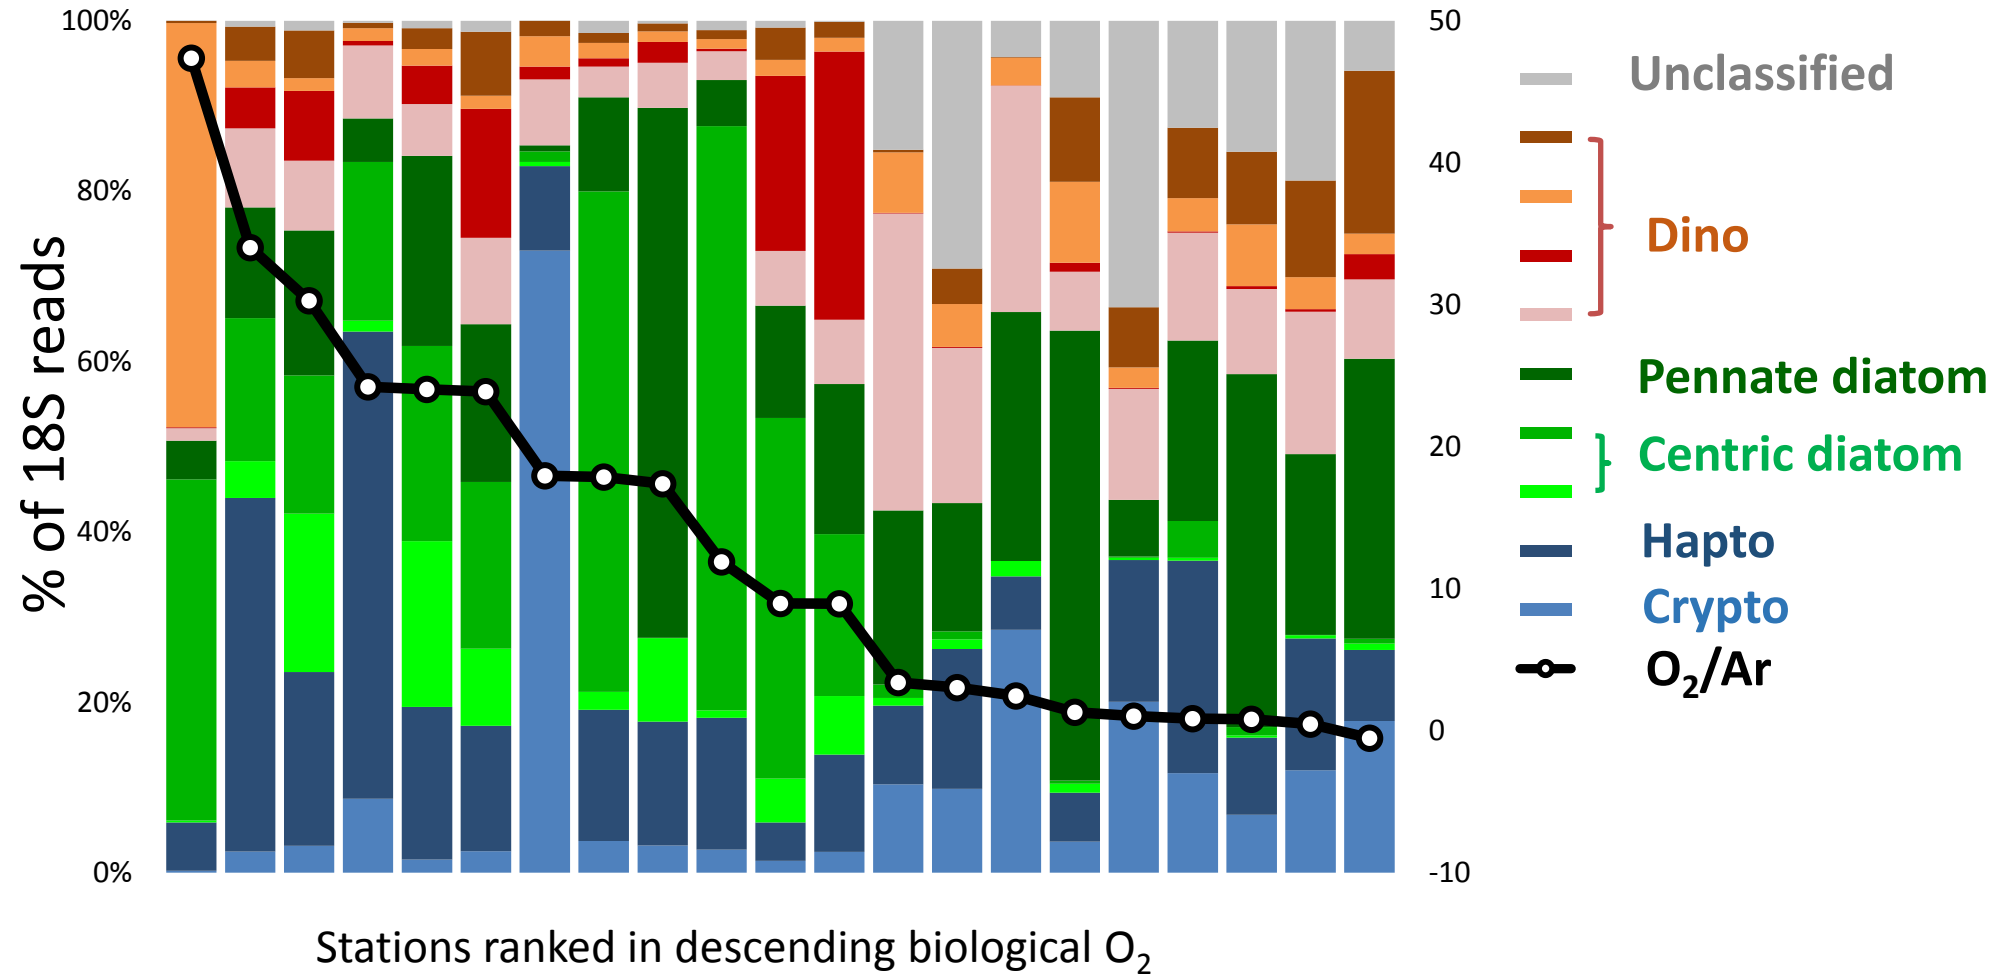 100%
80%
60%
40%
20%
0%
% of 18S reads
50
40
30
20
10
0
-10
Stations ranked in descending biological O₂
Unclassified
Dino
Pennate diatom
Centric diatom
Hapto
Crypto
O₂/Ar